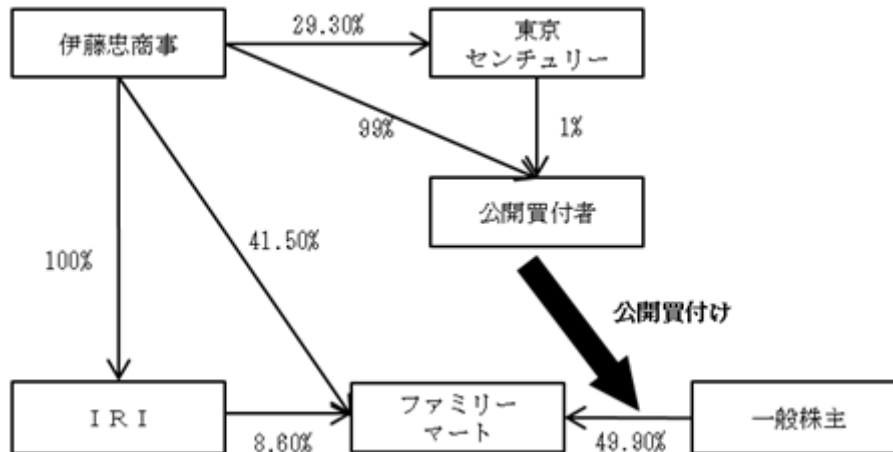 29.30%
伊藤忠商事
東京
センチュリー
99%
1%
公開買付者
100%
41.50%
公開買付け
IRI
ファミリー
マート
一般株主
8.60%
49.90%